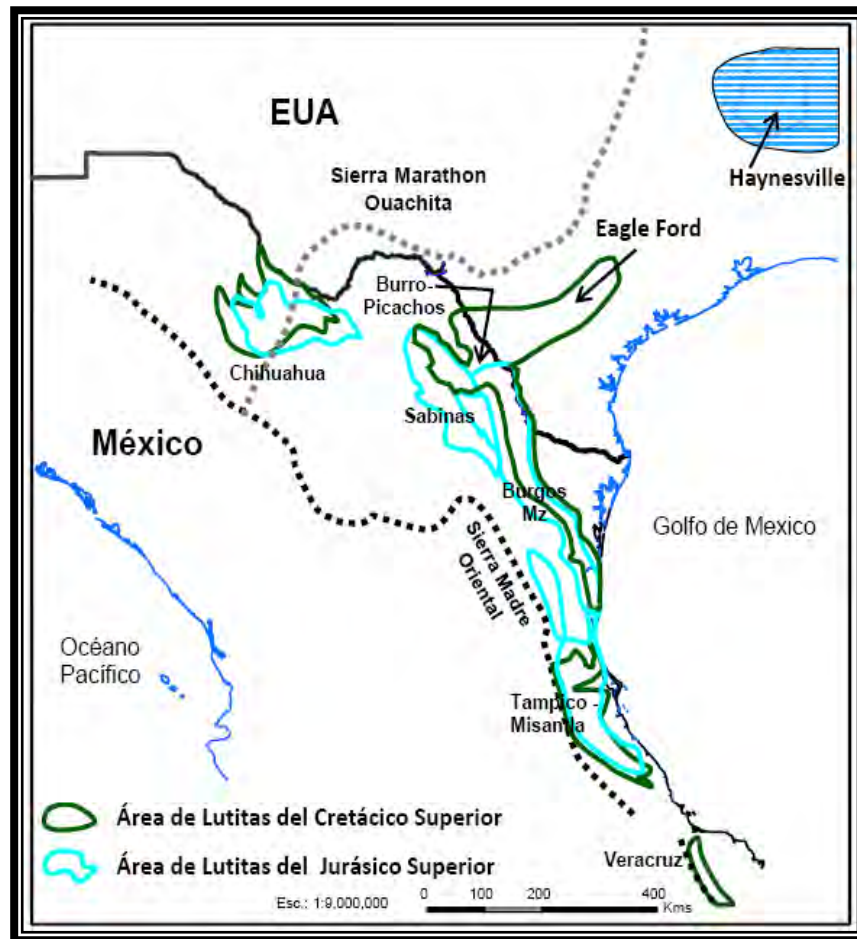 EUA
Sierra Marathon
Ouachita
Haynesville
Eagle Ford
Burro-
Picachos
Chihuahua
Sabinas
México
Burgos
Mz
Golfo de Mexico
Sierra Madre
Oriental
Océano
Pacífico
Tampico -
Misantla
Área de Lutitas del Cretácico Superior
Área de Lutitas del Jurásico Superior
Veracruz
Esc.: 1:9,000,000
0 100 200 400
Kms